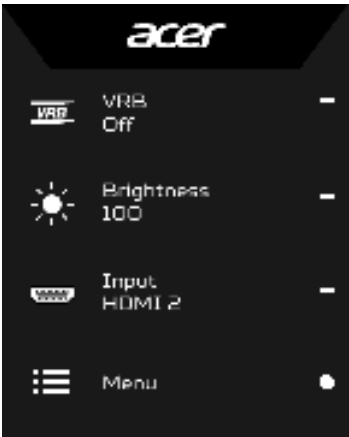 acer
VRB
VRB
Off
Brightness
100
Input
HDMI 2
Menu